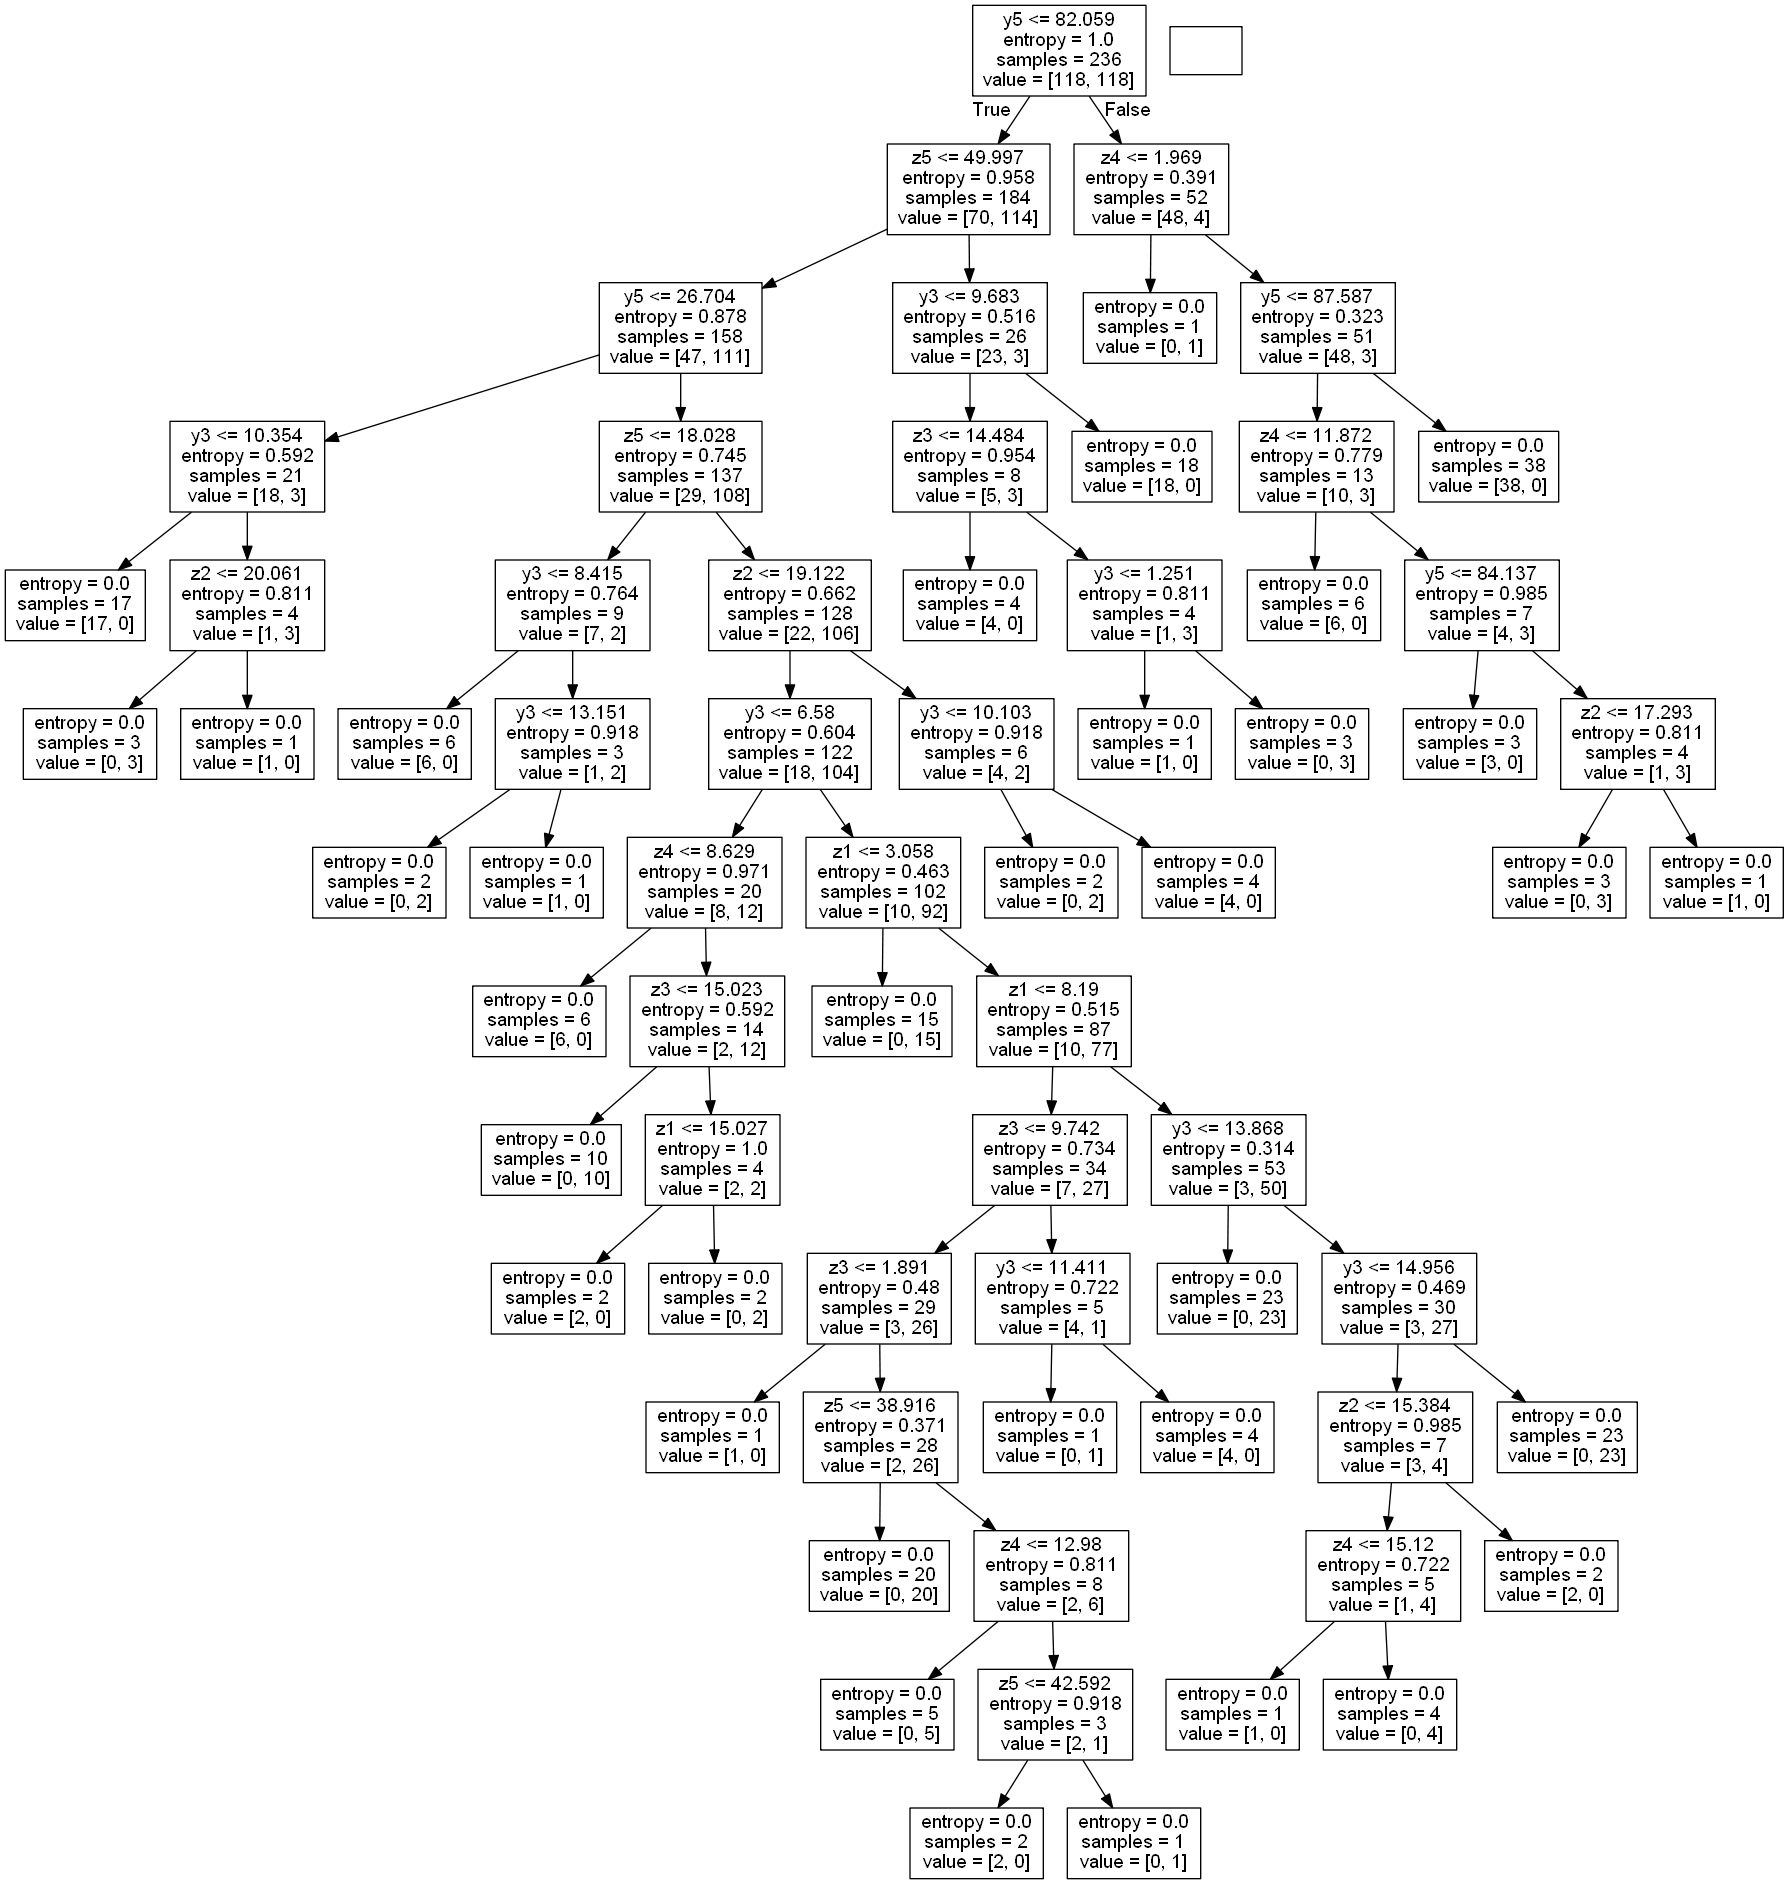 y5 <= 82.059
entropy = 1.0
samples = 236
value = [118, 118]
True
False
z5 <= 49.997
entropy = 0.958
samples = 184
value = [70, 114]
z4 <= 1.969
entropy = 0.391
samples = 52
value = [48, 4]
y5 <= 26.704
entropy = 0.878
samples = 158
value = [47, 111]
y3 <= 9.683
entropy = 0.516
samples = 26
value = [23, 3]
entropy = 0.0
samples = 1
value = [0, 1]
y5 <= 87.587
entropy = 0.323
samples = 51
value = [48, 3]
y3 <= 10.354
entropy = 0.592
samples = 21
value = [18, 3]
z5 <= 18.028
entropy = 0.745
samples = 137
value = [29, 108]
z3 <= 14.484
entropy = 0.954
samples = 8
value = [5, 3]
entropy = 0.0
samples = 18
value = [18, 0]
z4 <= 11.872
entropy = 0.779
samples = 13
value = [10, 3]
entropy = 0.0
samples = 38
value = [38, 0]
entropy = 0.0
samples = 17
value = [17, 0]
z2 <= 20.061
entropy = 0.811
samples = 4
value = [1, 3]
y3 <= 8.415
entropy = 0.764
samples = 9
value = [7, 2]
z2 <= 19.122
entropy = 0.662
samples = 128
value = [22, 106]
entropy = 0.0
samples = 4
value = [4, 0]
y3 <= 1.251
entropy = 0.811
samples = 4
value = [1, 3]
entropy = 0.0
samples = 6
value = [6, 0]
y5 <= 84.137
entropy = 0.985
samples = 7
value = [4, 3]
entropy = 0.0
samples = 3
value = [0, 3]
entropy = 0.0
samples = 1
value = [1, 0]
entropy = 0.0
samples = 6
value = [6, 0]
y3 <= 13.151
entropy = 0.918
samples = 3
value = [1, 2]
y3 <= 6.58
entropy = 0.604
samples = 122
value = [18, 104]
y3 <= 10.103
entropy = 0.918
samples = 6
value = [4, 2]
entropy = 0.0
samples = 1
value = [1, 0]
entropy = 0.0
samples = 3
value = [0, 3]
entropy = 0.0
samples = 3
value = [3, 0]
z2 <= 17.293
entropy = 0.811
samples = 4
value = [1, 3]
entropy = 0.0
samples = 2
value = [0, 2]
entropy = 0.0
samples = 1
value = [1, 0]
z4 <= 8.629
entropy = 0.971
samples = 20
value = [8, 12]
z1 <= 3.058
entropy = 0.463
samples = 102
value = [10, 92]
entropy = 0.0
samples = 2
value = [0, 2]
entropy = 0.0
samples = 4
value = [4, 0]
entropy = 0.0
samples = 3
value = [0, 3]
entropy = 0.0
samples = 1
value = [1, 0]
entropy = 0.0
samples = 6
value = [6, 0]
z3 <= 15.023
entropy = 0.592
samples = 14
value = [2, 12]
entropy = 0.0
samples = 15
value = [0, 15]
z1 <= 8.19
entropy = 0.515
samples = 87
value = [10, 77]
entropy = 0.0
samples = 10
value = [0, 10]
z1 <= 15.027
entropy = 1.0
samples = 4
value = [2, 2]
z3 <= 9.742
entropy = 0.734
samples = 34
value = [7, 27]
y3 <= 13.868
entropy = 0.314
samples = 53
value = [3, 50]
entropy = 0.0
samples = 2
value = [2, 0]
entropy = 0.0
samples = 2
value = [0, 2]
z3 <= 1.891
entropy = 0.48
samples = 29
value = [3, 26]
y3 <= 11.411
entropy = 0.722
samples = 5
value = [4, 1]
entropy = 0.0
samples = 23
value = [0, 23]
y3 <= 14.956
entropy = 0.469
samples = 30
value = [3, 27]
entropy = 0.0
samples = 1
value = [1, 0]
z5 <= 38.916
entropy = 0.371
samples = 28
value = [2, 26]
entropy = 0.0
samples = 1
value = [0, 1]
entropy = 0.0
samples = 4
value = [4, 0]
z2 <= 15.384
entropy = 0.985
samples = 7
value = [3, 4]
entropy = 0.0
samples = 23
value = [0, 23]
entropy = 0.0
samples = 20
value = [0, 20]
z4 <= 12.98
entropy = 0.811
samples = 8
value = [2, 6]
z4 <= 15.12
entropy = 0.722
samples = 5
value = [1, 4]
entropy = 0.0
samples = 2
value = [2, 0]
entropy = 0.0
samples = 5
value = [0, 5]
z5 <= 42.592
entropy = 0.918
samples = 3
value = [2, 1]
entropy = 0.0
samples = 1
value = [1, 0]
entropy = 0.0
samples = 4
value = [0, 4]
entropy = 0.0
samples = 2
value = [2, 0]
entropy = 0.0
samples = 1
value = [0, 1]